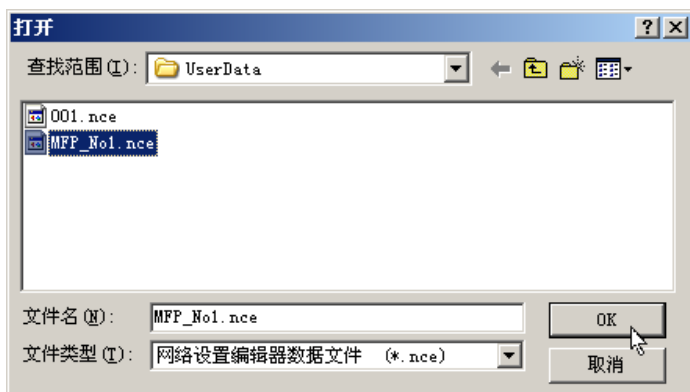 打开
查找范围(I): UserData
001.nce
MFP_No1.nce
文件名(N): MFP_No1.nce OK
文件类型(T): 网络设置编辑器数据文件 (*.nce) 取消